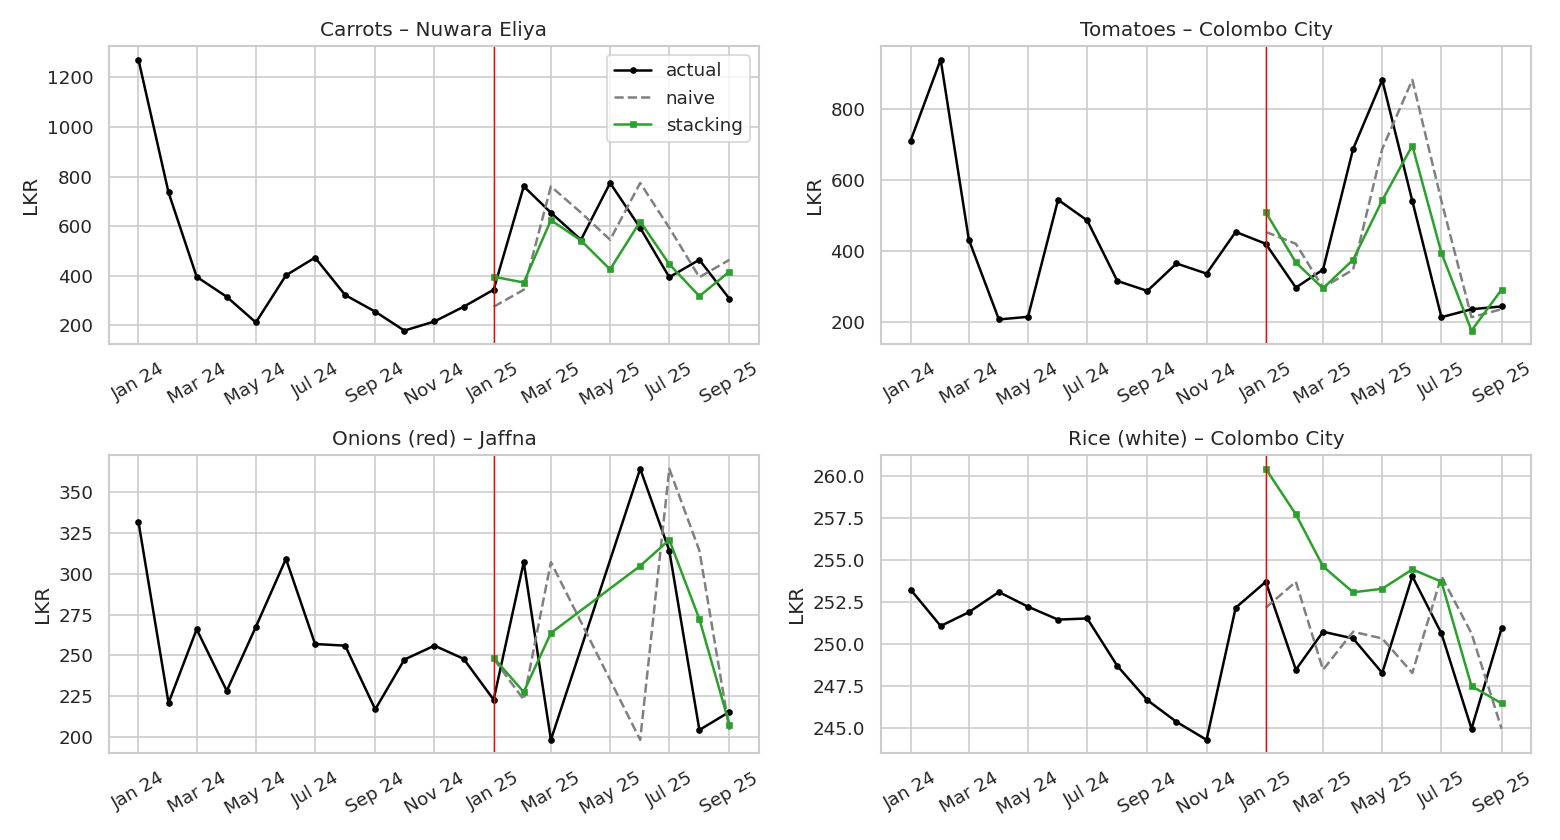 Carrots – Nuwara Eliya
LKR
1200
1000
800
600
400
200
actual
naive
stacking
Jan 24 Mar 24 May 24 Jul 24 Sep 24 Nov 24 Jan 25 Mar 25 May 25 Jul 25 Sep 25
Tomatoes – Colombo City
LKR
800
600
400
200
Jan 24 Mar 24 May 24 Jul 24 Sep 24 Nov 24 Jan 25 Mar 25 May 25 Jul 25 Sep 25
Onions (red) – Jaffna
LKR
350
325
300
275
250
225
200
Jan 24 Mar 24 May 24 Jul 24 Sep 24 Nov 24 Jan 25 Mar 25 May 25 Jul 25 Sep 25
Rice (white) – Colombo City
LKR
260.0
257.5
255.0
252.5
250.0
247.5
245.0
Jan 24 Mar 24 May 24 Jul 24 Sep 24 Nov 24 Jan 25 Mar 25 May 25 Jul 25 Sep 25